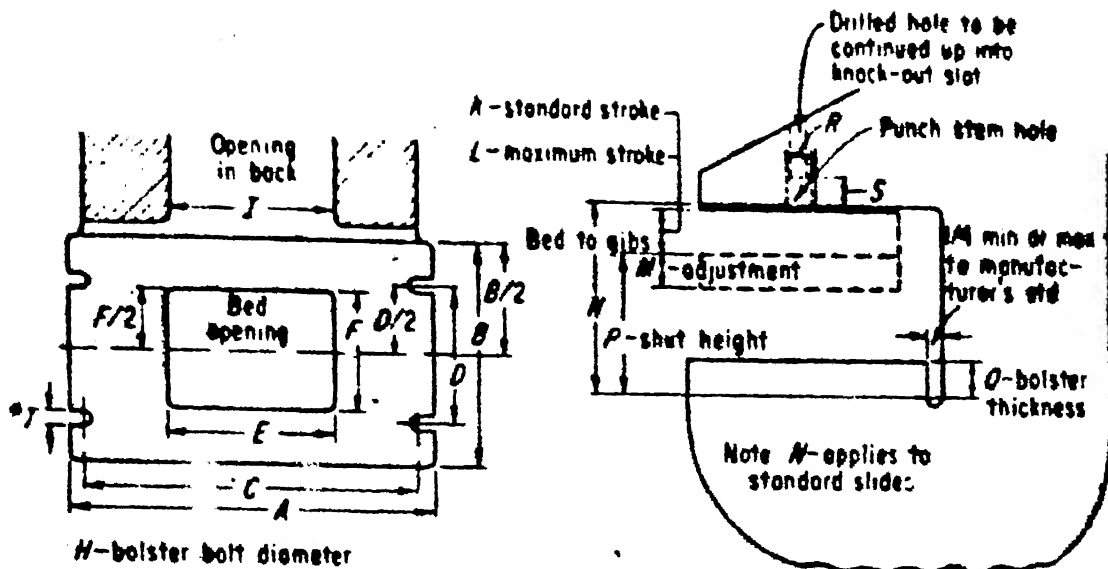 Drilled hole to be
continued up into
knock-out slot
K-standard stroke
R
Punch stem hole
L-maximum stroke
Opening
in back
I
S
Bed to gibs
M-adjustment
1/4 min or max
to manufac-
turer's std
B/2
F/2
Bed
opening
F
D/2
B
N
P-shut height
D
O-bolster
thickness
*T
E
Note N-applies to
standard slides
C
A
H-bolster bolt diameter